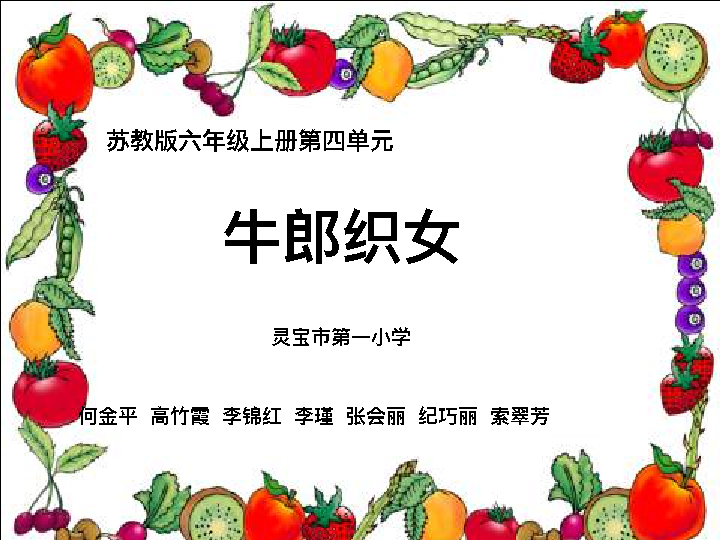 苏教版六年级上册第四单元
牛郎织女
灵宝市第一小学
何金平 高竹霞 李锦红 李瑾 张会丽 纪巧丽 索翠芳